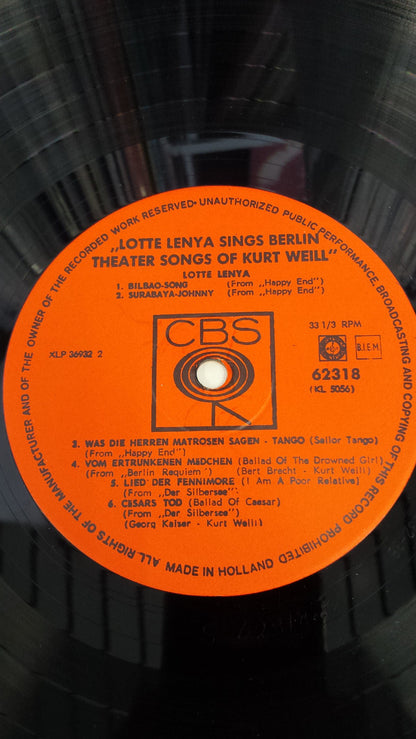 ALL RIGHTS OF THE MANUFACTURER AND OF THE OWNER OF THE RECORDED WORK RESERVED • UNAUTHORIZED PUBLIC PERFORMANCE, BROADCASTING AND COPYING OF THIS RECORD PROHIBITED
„LOTTE LENYA SINGS BERLIN
THEATER SONGS OF KURT WEILL"
LOTTE LENYA
1. BILBAO-SONG (From „Happy End")
2. SURABAYA-JOHNNY (From „Happy End")
CBS
33 1/3 RPM
XLP 36932 2
B.I.E.M.
62318
(KL 5056)
3. WAS DIE HERREN MATROSEN SAGEN - TANGO (Sailor Tango)
(From „Happy End")
4. VOM ERTRUNKENEN MÆDCHEN (Ballad Of The Drowned Girl)
(From „Berlin Requiem") (Bert Brecht - Kurt Weill)
5. LIED DER FENNIMORE (I Am A Poor Relative)
(From „Der Silbersee")
6. CESARS TOD (Ballad Of Caesar)
(From „Der Silbersee")
(Georg Kaiser - Kurt Weill)
MADE IN HOLLAND